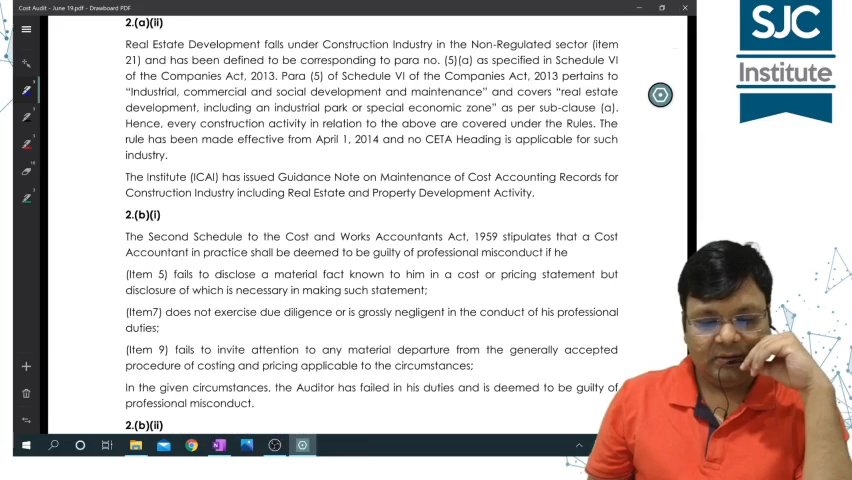 Cost Audit - June 19.pdf - Drawboard PDF
SJC
Institute
2.(a)(ii)
Real Estate Development falls under Construction Industry in the Non-Regulated sector (item
21) and has been defined to be corresponding to para no. (5)(a) as specified in Schedule VI
of the Companies Act, 2013. Para (5) of Schedule VI of the Companies Act, 2013 pertains to
“Industrial, commercial and social development and maintenance” and covers “real estate
development, including an industrial park or special economic zone” as per sub-clause (a).
Hence, every construction activity in relation to the above are covered under the Rules. The
rule has been made effective from April 1, 2014 and no CETA Heading is applicable for such
industry.
The Institute (ICAI) has issued Guidance Note on Maintenance of Cost Accounting Records for
Construction Industry including Real Estate and Property Development Activity.
2.(b)(i)
The Second Schedule to the Cost and Works Accountants Act, 1959 stipulates that a Cost
Accountant in practice shall be deemed to be guilty of professional misconduct if he
(Item 5) fails to disclose a material fact known to him in a cost or pricing statement but
disclosure of which is necessary in making such statement;
(Item7) does not exercise due diligence or is grossly negligent in the conduct of his professional
duties;
(Item 9) fails to invite attention to any material departure from the generally accepted
procedure of costing and pricing applicable to the circumstances;
In the given circumstances, the Auditor has failed in his duties and is deemed to be guilty of
professional misconduct.
2.(b)(ii)